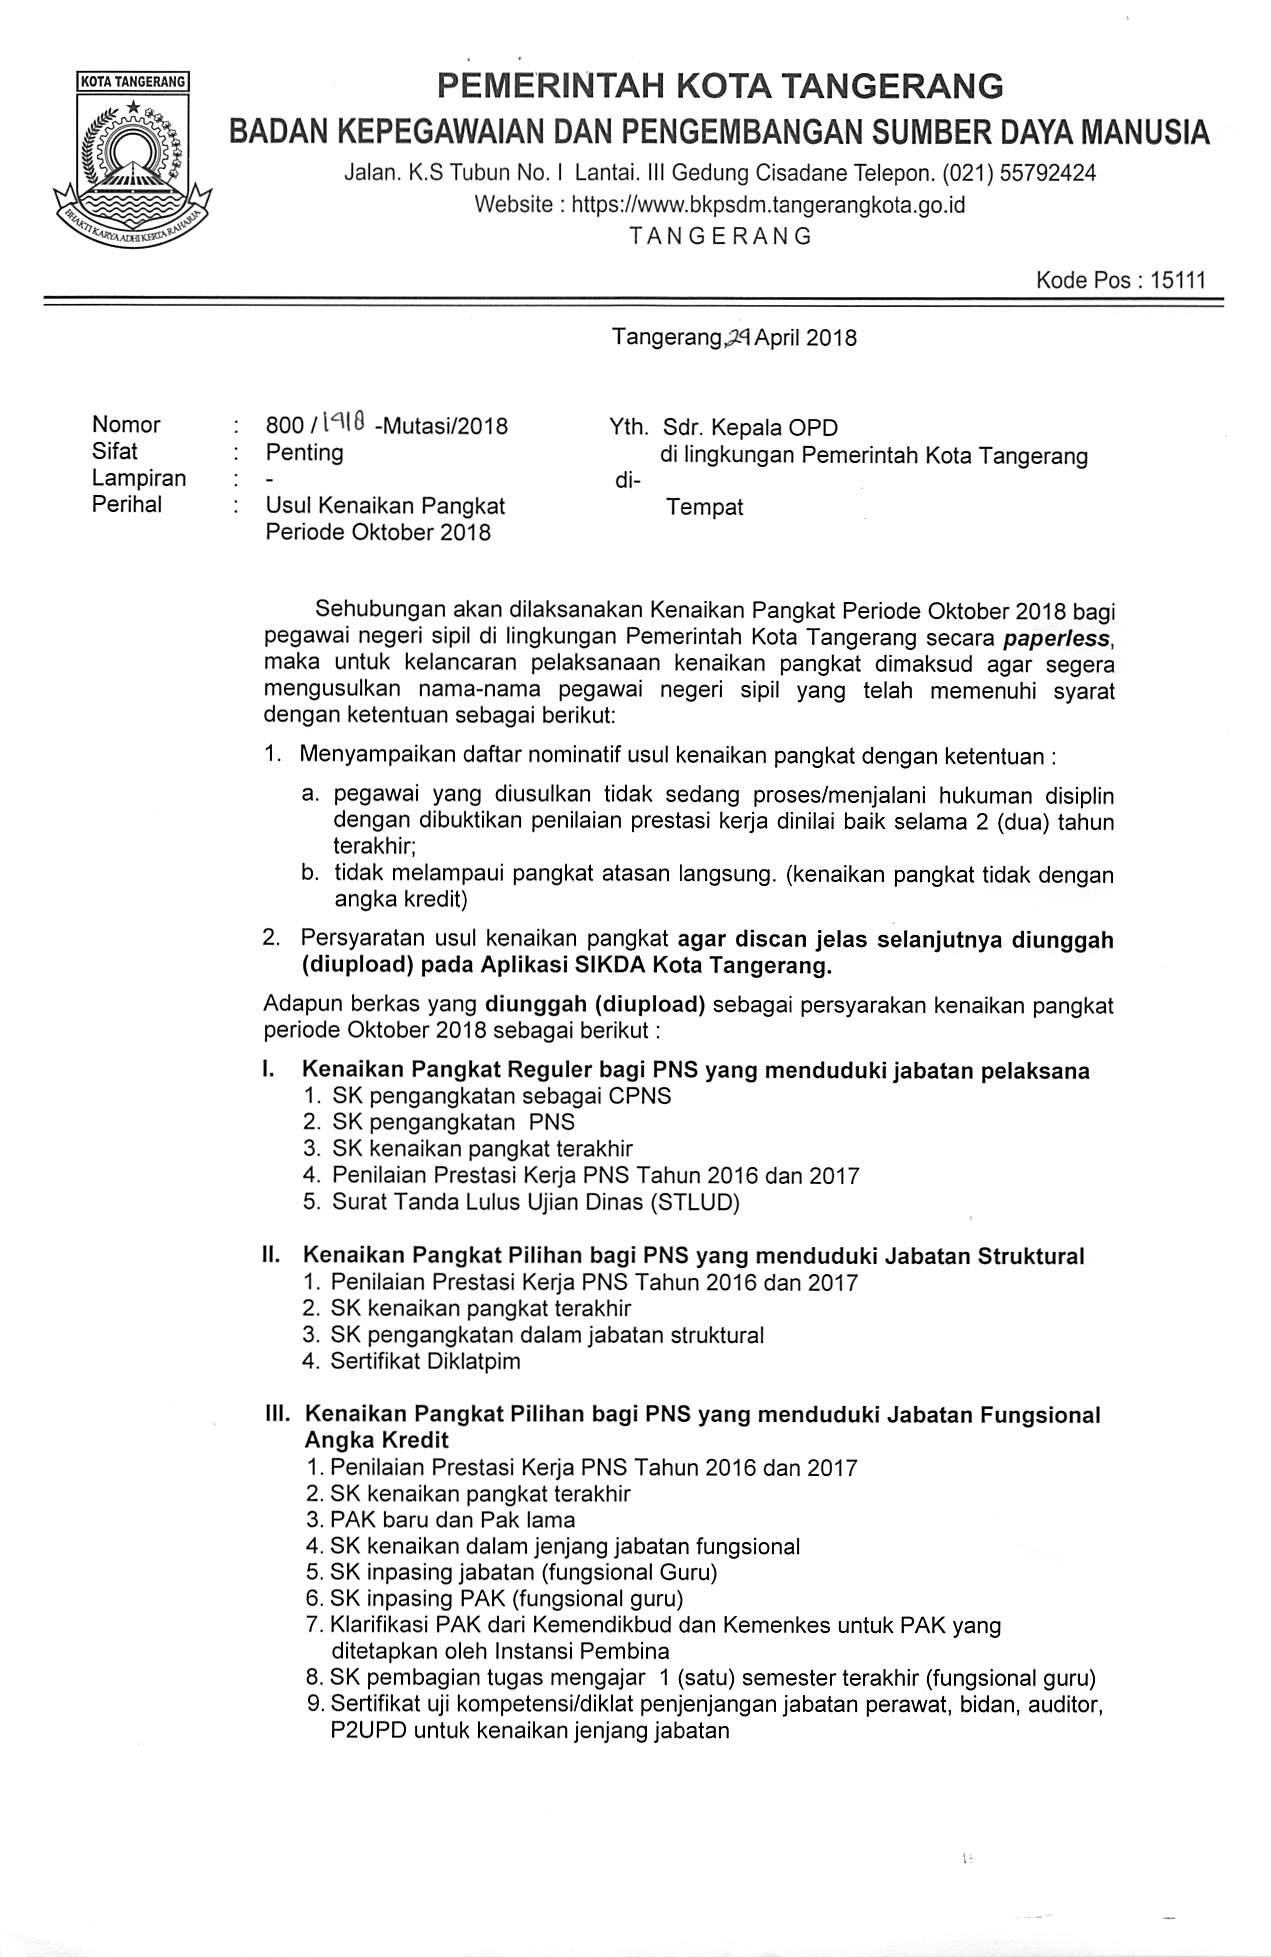 KOTA TANGERANG
BHAKTI KARYA ADHI KERTA RAHARJA
PEMERINTAH KOTA TANGERANG
BADAN KEPEGAWAIAN DAN PENGEMBANGAN SUMBER DAYA MANUSIA
Jalan. K.S Tubun No. I Lantai. III Gedung Cisadane Telepon. (021) 55792424
Website : https://www.bkpsdm.tangerangkota.go.id
TANGERANG
Kode Pos : 15111
Tangerang, 29 April 2018
Nomor : 800 / 1918 -Mutasi/2018
Sifat : Penting
Lampiran : -
Perihal : Usul Kenaikan Pangkat
Periode Oktober 2018
Yth. Sdr. Kepala OPD
di lingkungan Pemerintah Kota Tangerang
di-
Tempat
Sehubungan akan dilaksanakan Kenaikan Pangkat Periode Oktober 2018 bagi
pegawai negeri sipil di lingkungan Pemerintah Kota Tangerang secara paperless,
maka untuk kelancaran pelaksanaan kenaikan pangkat dimaksud agar segera
mengusulkan nama-nama pegawai negeri sipil yang telah memenuhi syarat
dengan ketentuan sebagai berikut:
1. Menyampaikan daftar nominatif usul kenaikan pangkat dengan ketentuan :
a. pegawai yang diusulkan tidak sedang proses/menjalani hukuman disiplin
dengan dibuktikan penilaian prestasi kerja dinilai baik selama 2 (dua) tahun
terakhir;
b. tidak melampaui pangkat atasan langsung. (kenaikan pangkat tidak dengan
angka kredit)
2. Persyaratan usul kenaikan pangkat agar discan jelas selanjutnya diunggah
(diupload) pada Aplikasi SIKDA Kota Tangerang.
Adapun berkas yang diunggah (diupload) sebagai persyarakan kenaikan pangkat
periode Oktober 2018 sebagai berikut :
I. Kenaikan Pangkat Reguler bagi PNS yang menduduki jabatan pelaksana
1. SK pengangkatan sebagai CPNS
2. SK pengangkatan PNS
3. SK kenaikan pangkat terakhir
4. Penilaian Prestasi Kerja PNS Tahun 2016 dan 2017
5. Surat Tanda Lulus Ujian Dinas (STLUD)
II. Kenaikan Pangkat Pilihan bagi PNS yang menduduki Jabatan Struktural
1. Penilaian Prestasi Kerja PNS Tahun 2016 dan 2017
2. SK kenaikan pangkat terakhir
3. SK pengangkatan dalam jabatan struktural
4. Sertifikat Diklatpim
III. Kenaikan Pangkat Pilihan bagi PNS yang menduduki Jabatan Fungsional
Angka Kredit
1. Penilaian Prestasi Kerja PNS Tahun 2016 dan 2017
2. SK kenaikan pangkat terakhir
3. PAK baru dan Pak lama
4. SK kenaikan dalam jenjang jabatan fungsional
5. SK inpasing jabatan (fungsional Guru)
6. SK inpasing PAK (fungsional guru)
7. Klarifikasi PAK dari Kemendikbud dan Kemenkes untuk PAK yang
ditetapkan oleh Instansi Pembina
8. SK pembagian tugas mengajar 1 (satu) semester terakhir (fungsional guru)
9. Sertifikat uji kompetensi/diklat penjenjangan jabatan perawat, bidan, auditor,
P2UPD untuk kenaikan jenjang jabatan